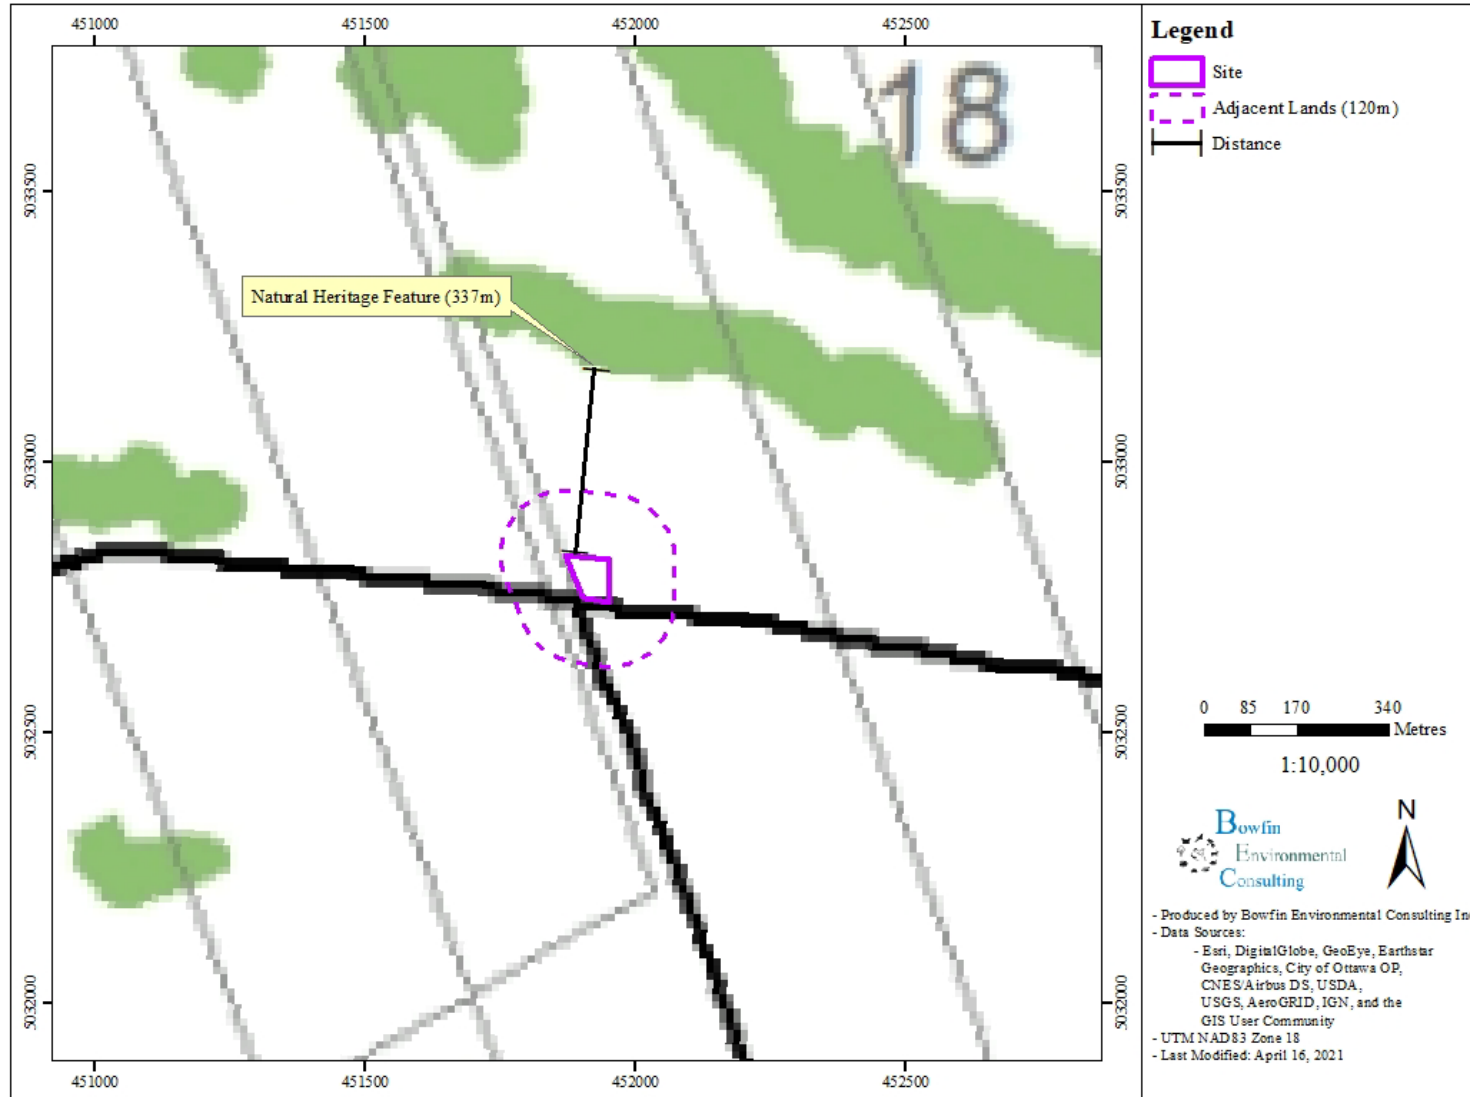 451000
451500
452000
452500
18
5033500
5033500
Natural Heritage Feature (337m)
5033000
5033000
5032500
5032500
5032000
5032000
451000
451500
452000
452500
Legend
Site
Adjacent Lands (120m)
Distance
0 85 170 340
Metres
1:10,000
N
Bowfin
Environmental
Consulting
- Produced by Bowfin Environmental Consulting In
- Data Sources:
- Esri, DigitalGlobe, GeoEye, Earthstar
Geographics, City of Ottawa OP,
CNES/Airbus DS, USDA,
USGS, AeroGRID, IGN, and the
GIS User Community
- UTM NAD83 Zone 18
- Last Modified: April 16, 2021